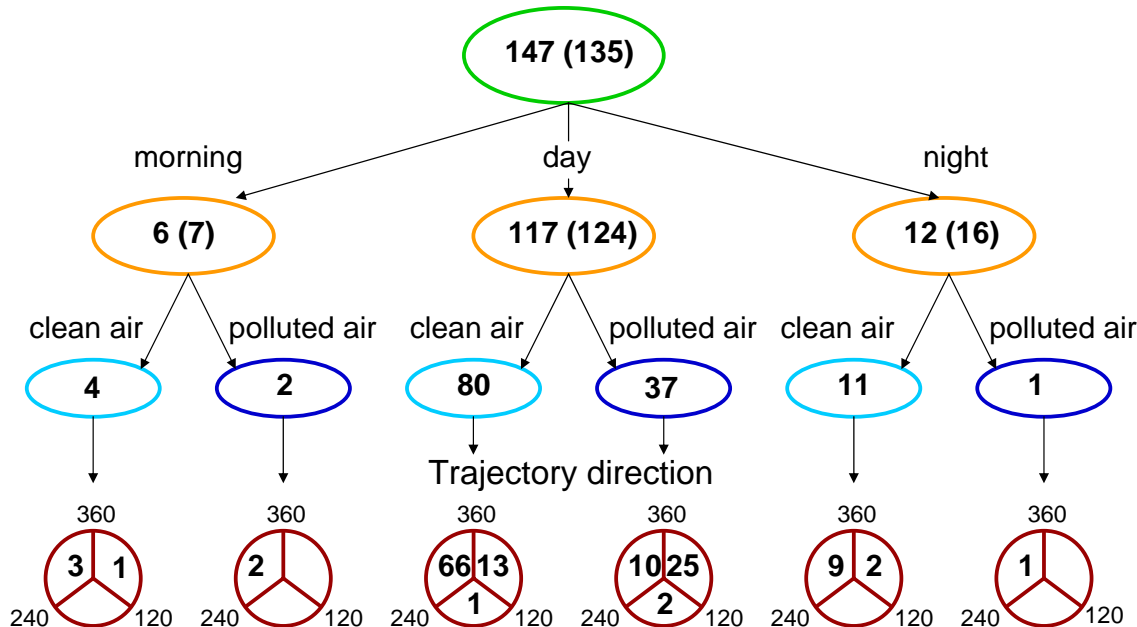 147 (135)
morning day night
6 (7) 117 (124) 12 (16)
clean air polluted air clean air polluted air clean air polluted air
4 2 80 37 11 1
Trajectory direction
360 360 360 360 360 360
3 1 2 66 13 10 25 9 2 1
1 2
240 120 240 120 240 120 240 120 240 120 240 120